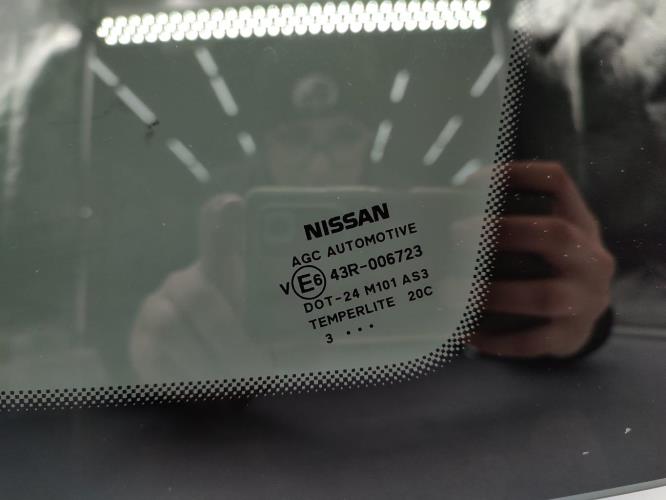 NISSAN
AGC AUTOMOTIVE
V E6 43R-006723
DOT-24 M101 AS3
TEMPERLITE 20C
3 • • •